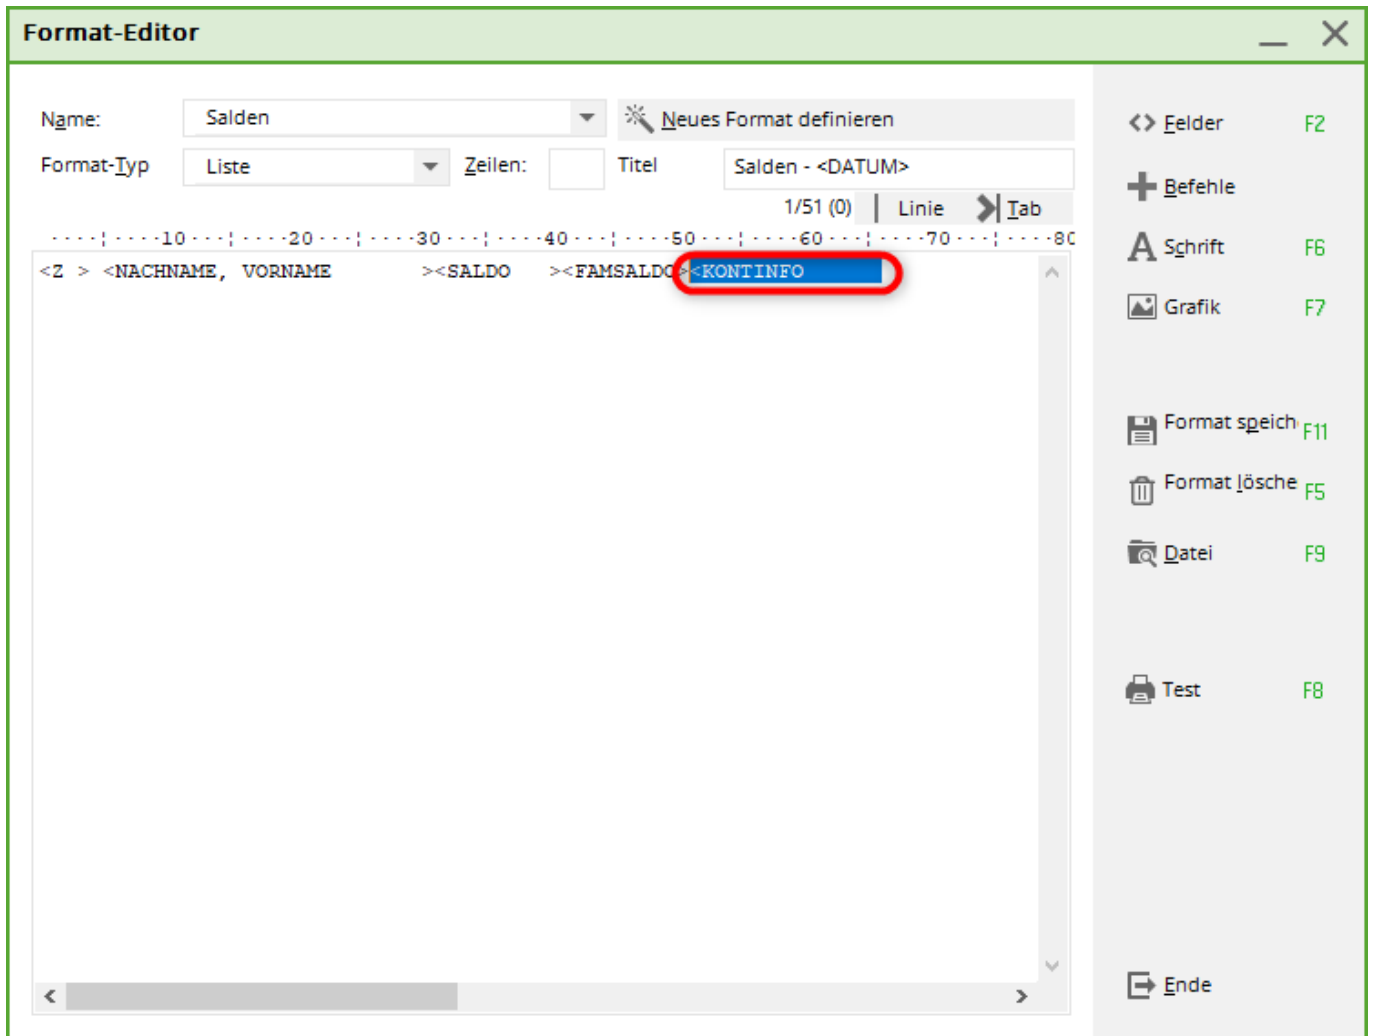 Format-Editor
Name: Salden Neues Format definieren
Format-Typ Liste Zeilen: Titel Salden - <DATUM>
1/51 (0) Linie Tab
····¦····10···¦····20···¦····30···¦····40···¦····50···¦····60···¦····70···¦····80
<Z > <NACHNAME, VORNAME       ><SALDO   ><FAMSALDO><KONTINFO
Felder F2
Befehle
Schrift F6
Grafik F7
Format speich F11
Format lösche F5
Datei F9
Test F8
Ende